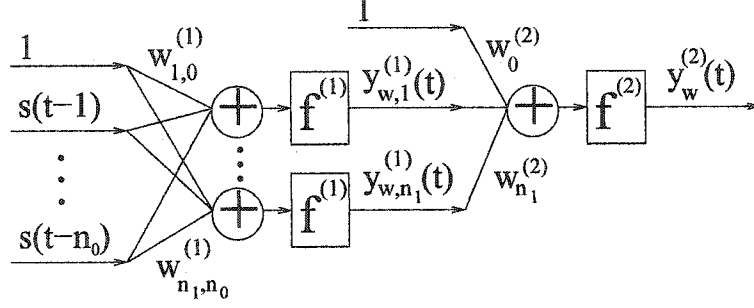 1
w_{1,0}^{(1)}
s(t−1)
s(t−n_0)
w_{n_1,n_0}^{(1)}
+
+
f^{(1)}
f^{(1)}
y_{w,1}^{(1)}(t)
y_{w,n_1}^{(1)}(t)
1
w_0^{(2)}
w_{n_1}^{(2)}
+
f^{(2)}
y_w^{(2)}(t)